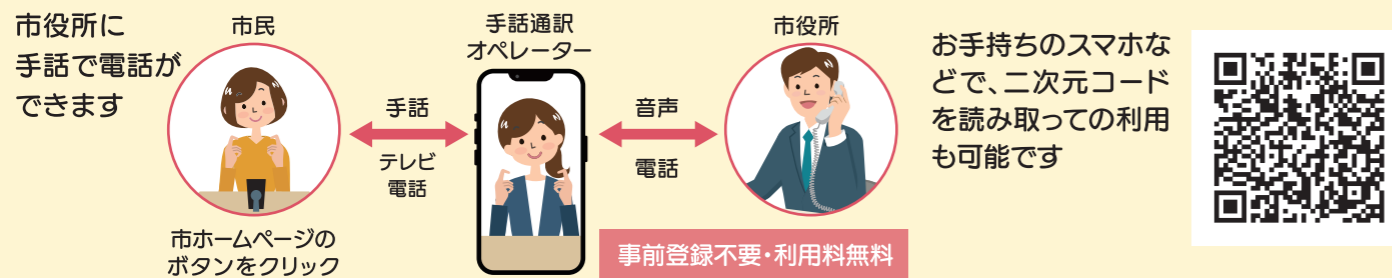 市役所に
手話で電話が
できます
市民
市ホームページの
ボタンをクリック
手話
テレビ
電話
手話通訳
オペレーター
音声
電話
市役所
事前登録不要・利用料無料
お手持ちのスマホな
どで、二次元コード
を読み取っての利用
も可能です